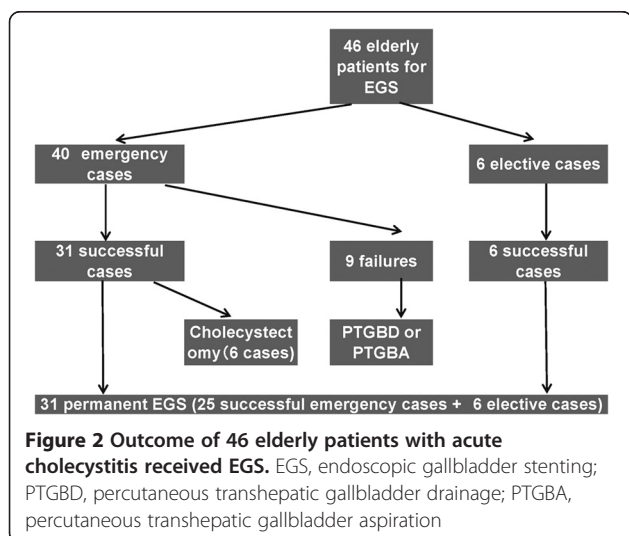 46 elderly
patients for
EGS
40 emergency
cases
6 elective cases
31 successful
cases
9 failures
6 successful
cases
Cholecystect
omy(6 cases)
PTGBD or
PTGBA
31 permanent EGS (25 successful emergency cases + 6 elective cases)
Figure 2 Outcome of 46 elderly patients with acute
cholecystitis received EGS. EGS, endoscopic gallbladder stenting;
PTGBD, percutaneous transhepatic gallbladder drainage; PTGBA,
percutaneous transhepatic gallbladder aspiration